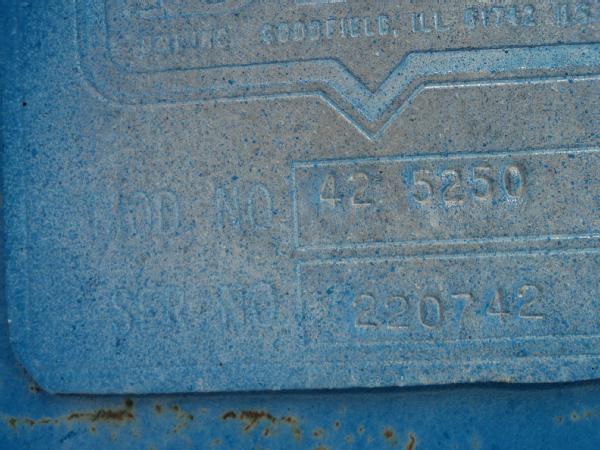 GOODFIELD, ILL 61742 U.S.
MOD. NO. 42 5250
SER. NO. 220742